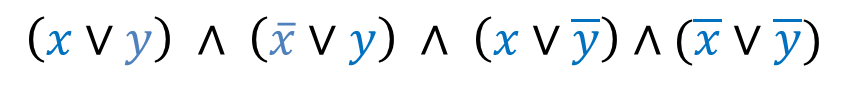 (x ∨ y) ∧ (x̄ ∨ y) ∧ (x ∨ ȳ) ∧ (x̄ ∨ ȳ)